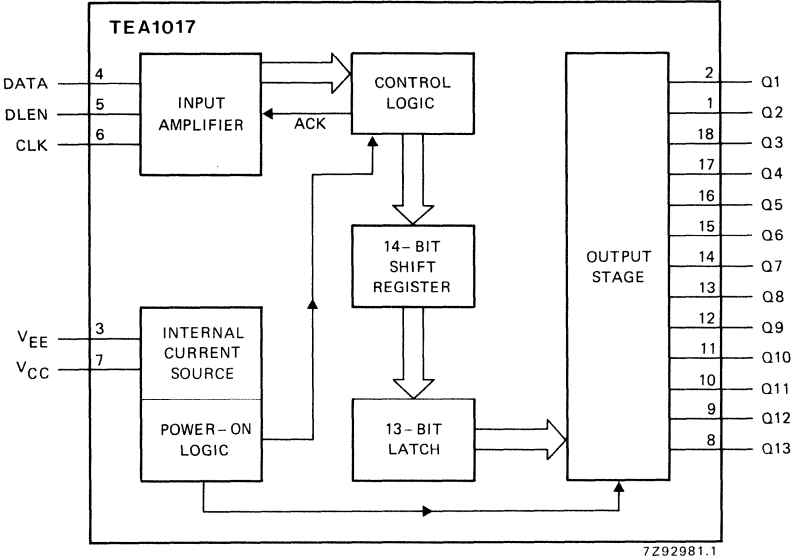 TEA1017
DATA
4
DLEN
5
CLK
6
INPUT
AMPLIFIER
ACK
CONTROL
LOGIC
14-BIT
SHIFT
REGISTER
13-BIT
LATCH
VEE
3
VCC
7
INTERNAL
CURRENT
SOURCE
POWER-ON
LOGIC
OUTPUT
STAGE
2 Q1
1 Q2
18 Q3
17 Q4
16 Q5
15 Q6
14 Q7
13 Q8
12 Q9
11 Q10
10 Q11
9 Q12
8 Q13
7Z92981.1